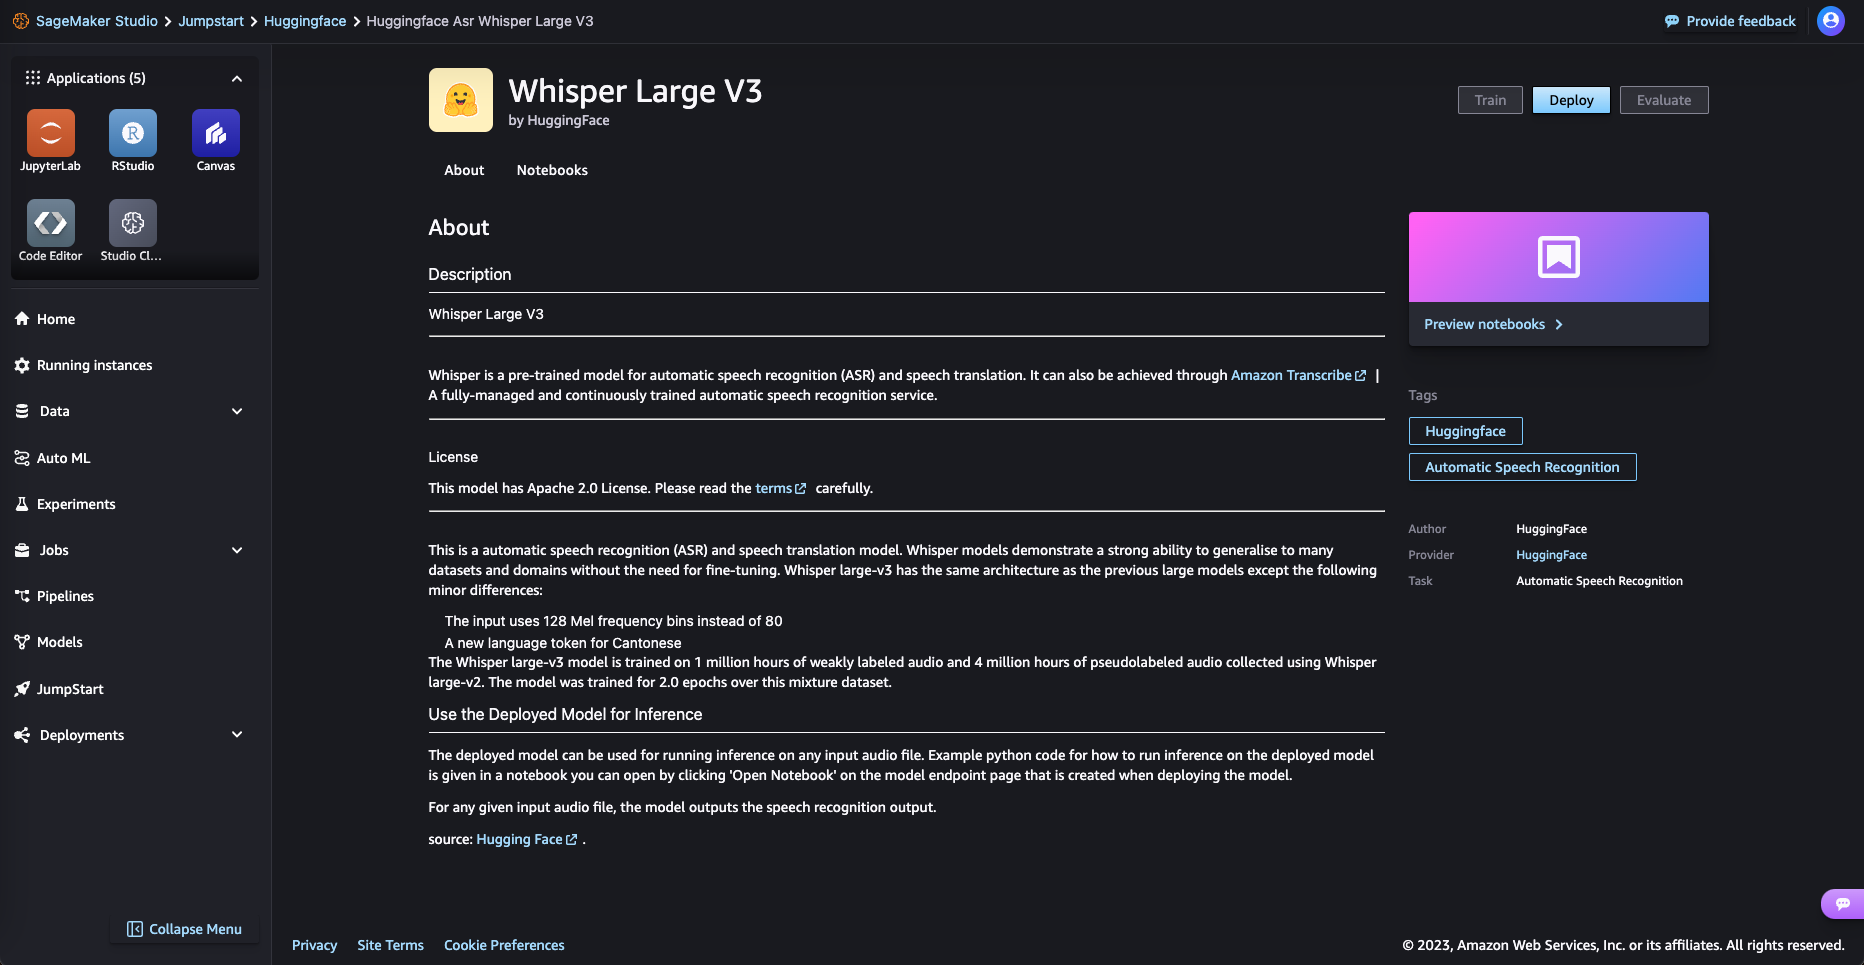 SageMaker Studio > Jumpstart > Huggingface > Huggingface Asr Whisper Large V3
Provide feedback
Applications (5)
JupyterLab
RStudio
Canvas
Code Editor
Studio Cl...
Home
Running instances
Data
Auto ML
Experiments
Jobs
Pipelines
Models
JumpStart
Deployments
Collapse Menu
Whisper Large V3
by HuggingFace
Train
Deploy
Evaluate
About
Notebooks
About
Description
Whisper Large V3
Whisper is a pre-trained model for automatic speech recognition (ASR) and speech translation. It can also be achieved through Amazon Transcribe |
A fully-managed and continuously trained automatic speech recognition service.
License
This model has Apache 2.0 License. Please read the terms carefully.
This is a automatic speech recognition (ASR) and speech translation model. Whisper models demonstrate a strong ability to generalise to many
datasets and domains without the need for fine-tuning. Whisper large-v3 has the same architecture as the previous large models except the following
minor differences:
The input uses 128 Mel frequency bins instead of 80
A new language token for Cantonese
The Whisper large-v3 model is trained on 1 million hours of weakly labeled audio and 4 million hours of pseudolabeled audio collected using Whisper
large-v2. The model was trained for 2.0 epochs over this mixture dataset.
Use the Deployed Model for Inference
The deployed model can be used for running inference on any input audio file. Example python code for how to run inference on the deployed model
is given in a notebook you can open by clicking 'Open Notebook' on the model endpoint page that is created when deploying the model.
For any given input audio file, the model outputs the speech recognition output.
source: Hugging Face .
Preview notebooks
Tags
Huggingface
Automatic Speech Recognition
Author HuggingFace
Provider HuggingFace
Task Automatic Speech Recognition
Privacy Site Terms Cookie Preferences
© 2023, Amazon Web Services, Inc. or its affiliates. All rights reserved.